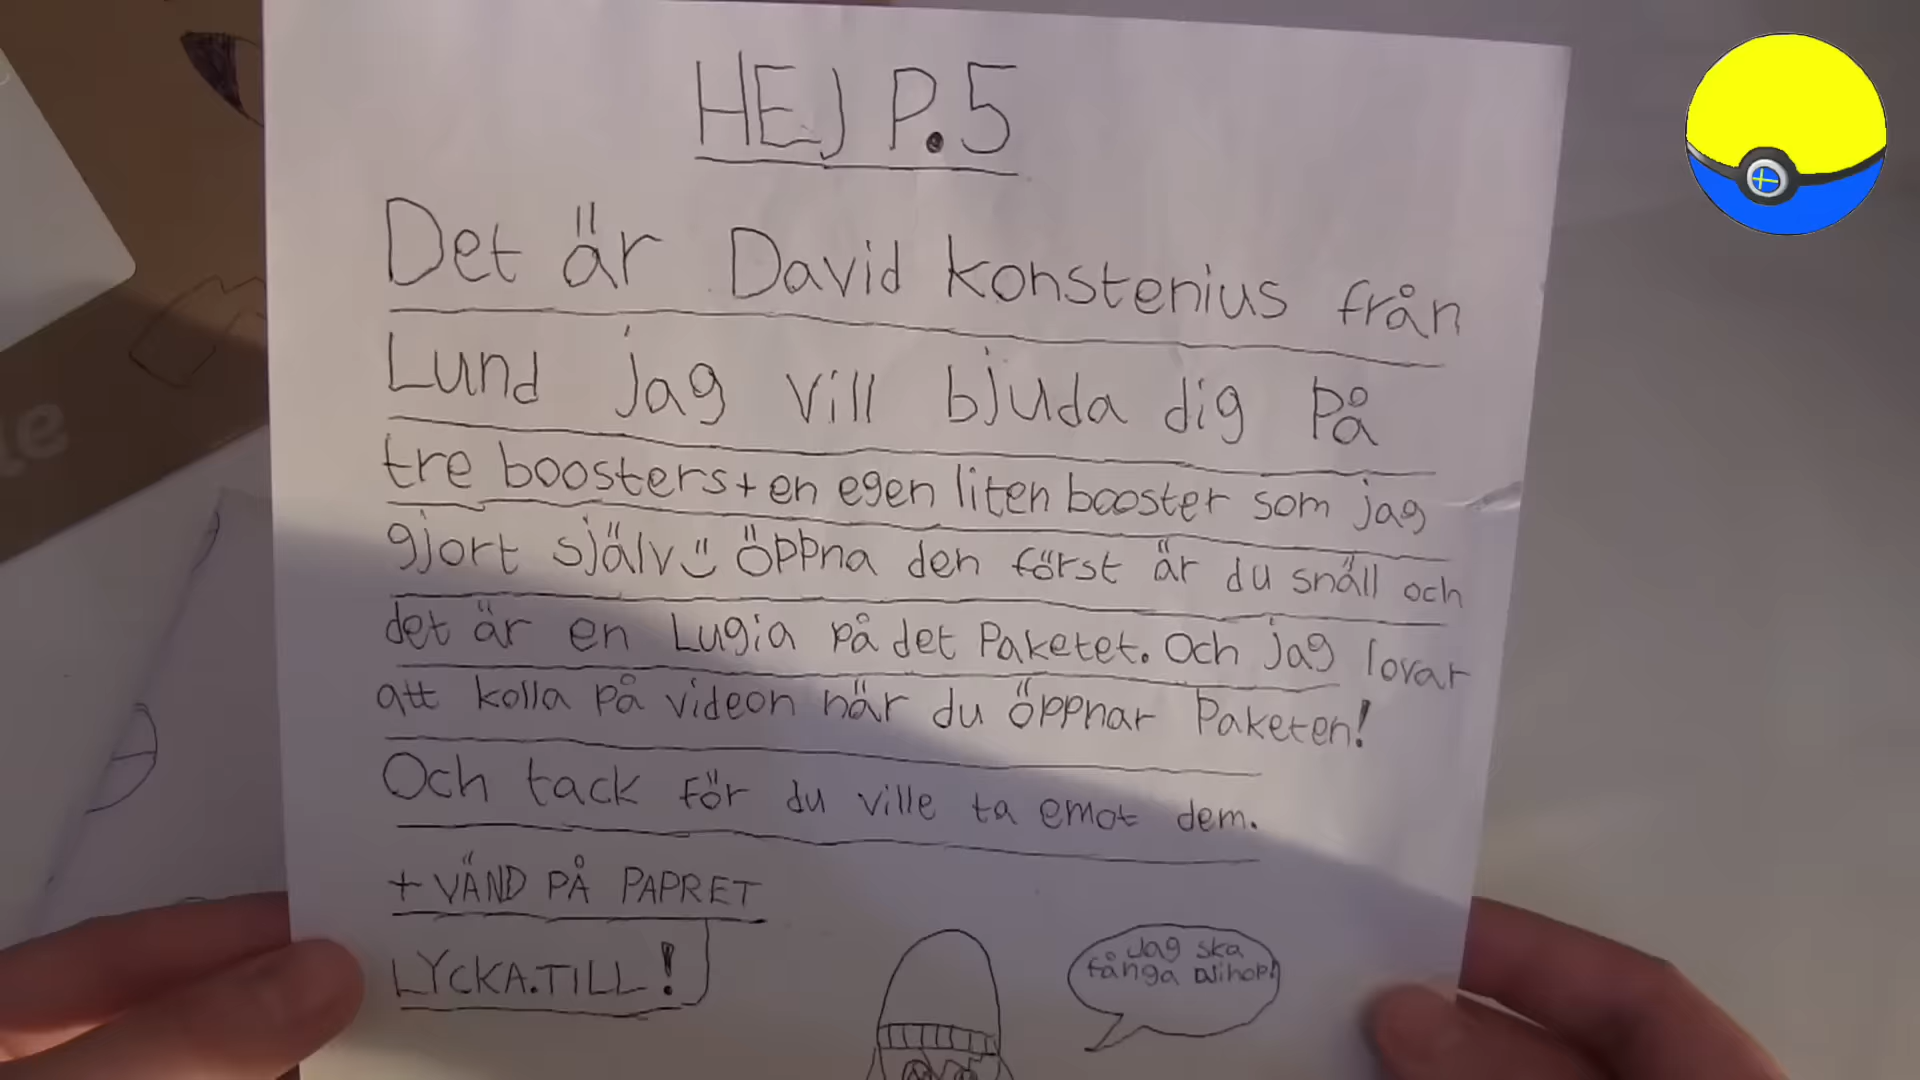 HEJ P.5
Det är David Konstenius från
Lund jag vill bjuda dig på
tre boosters+en egen liten booster som jag
gjort själv Öppna den först är du snäll och
det är en Lugia på det Paketet. Och jag lovar
att kolla på videon när du öppnar Paketen!
Och tack för du ville ta emot dem.
+ VÄND PÅ PAPRET
LYCKA.TILL!
Jag ska
fånga allihop!